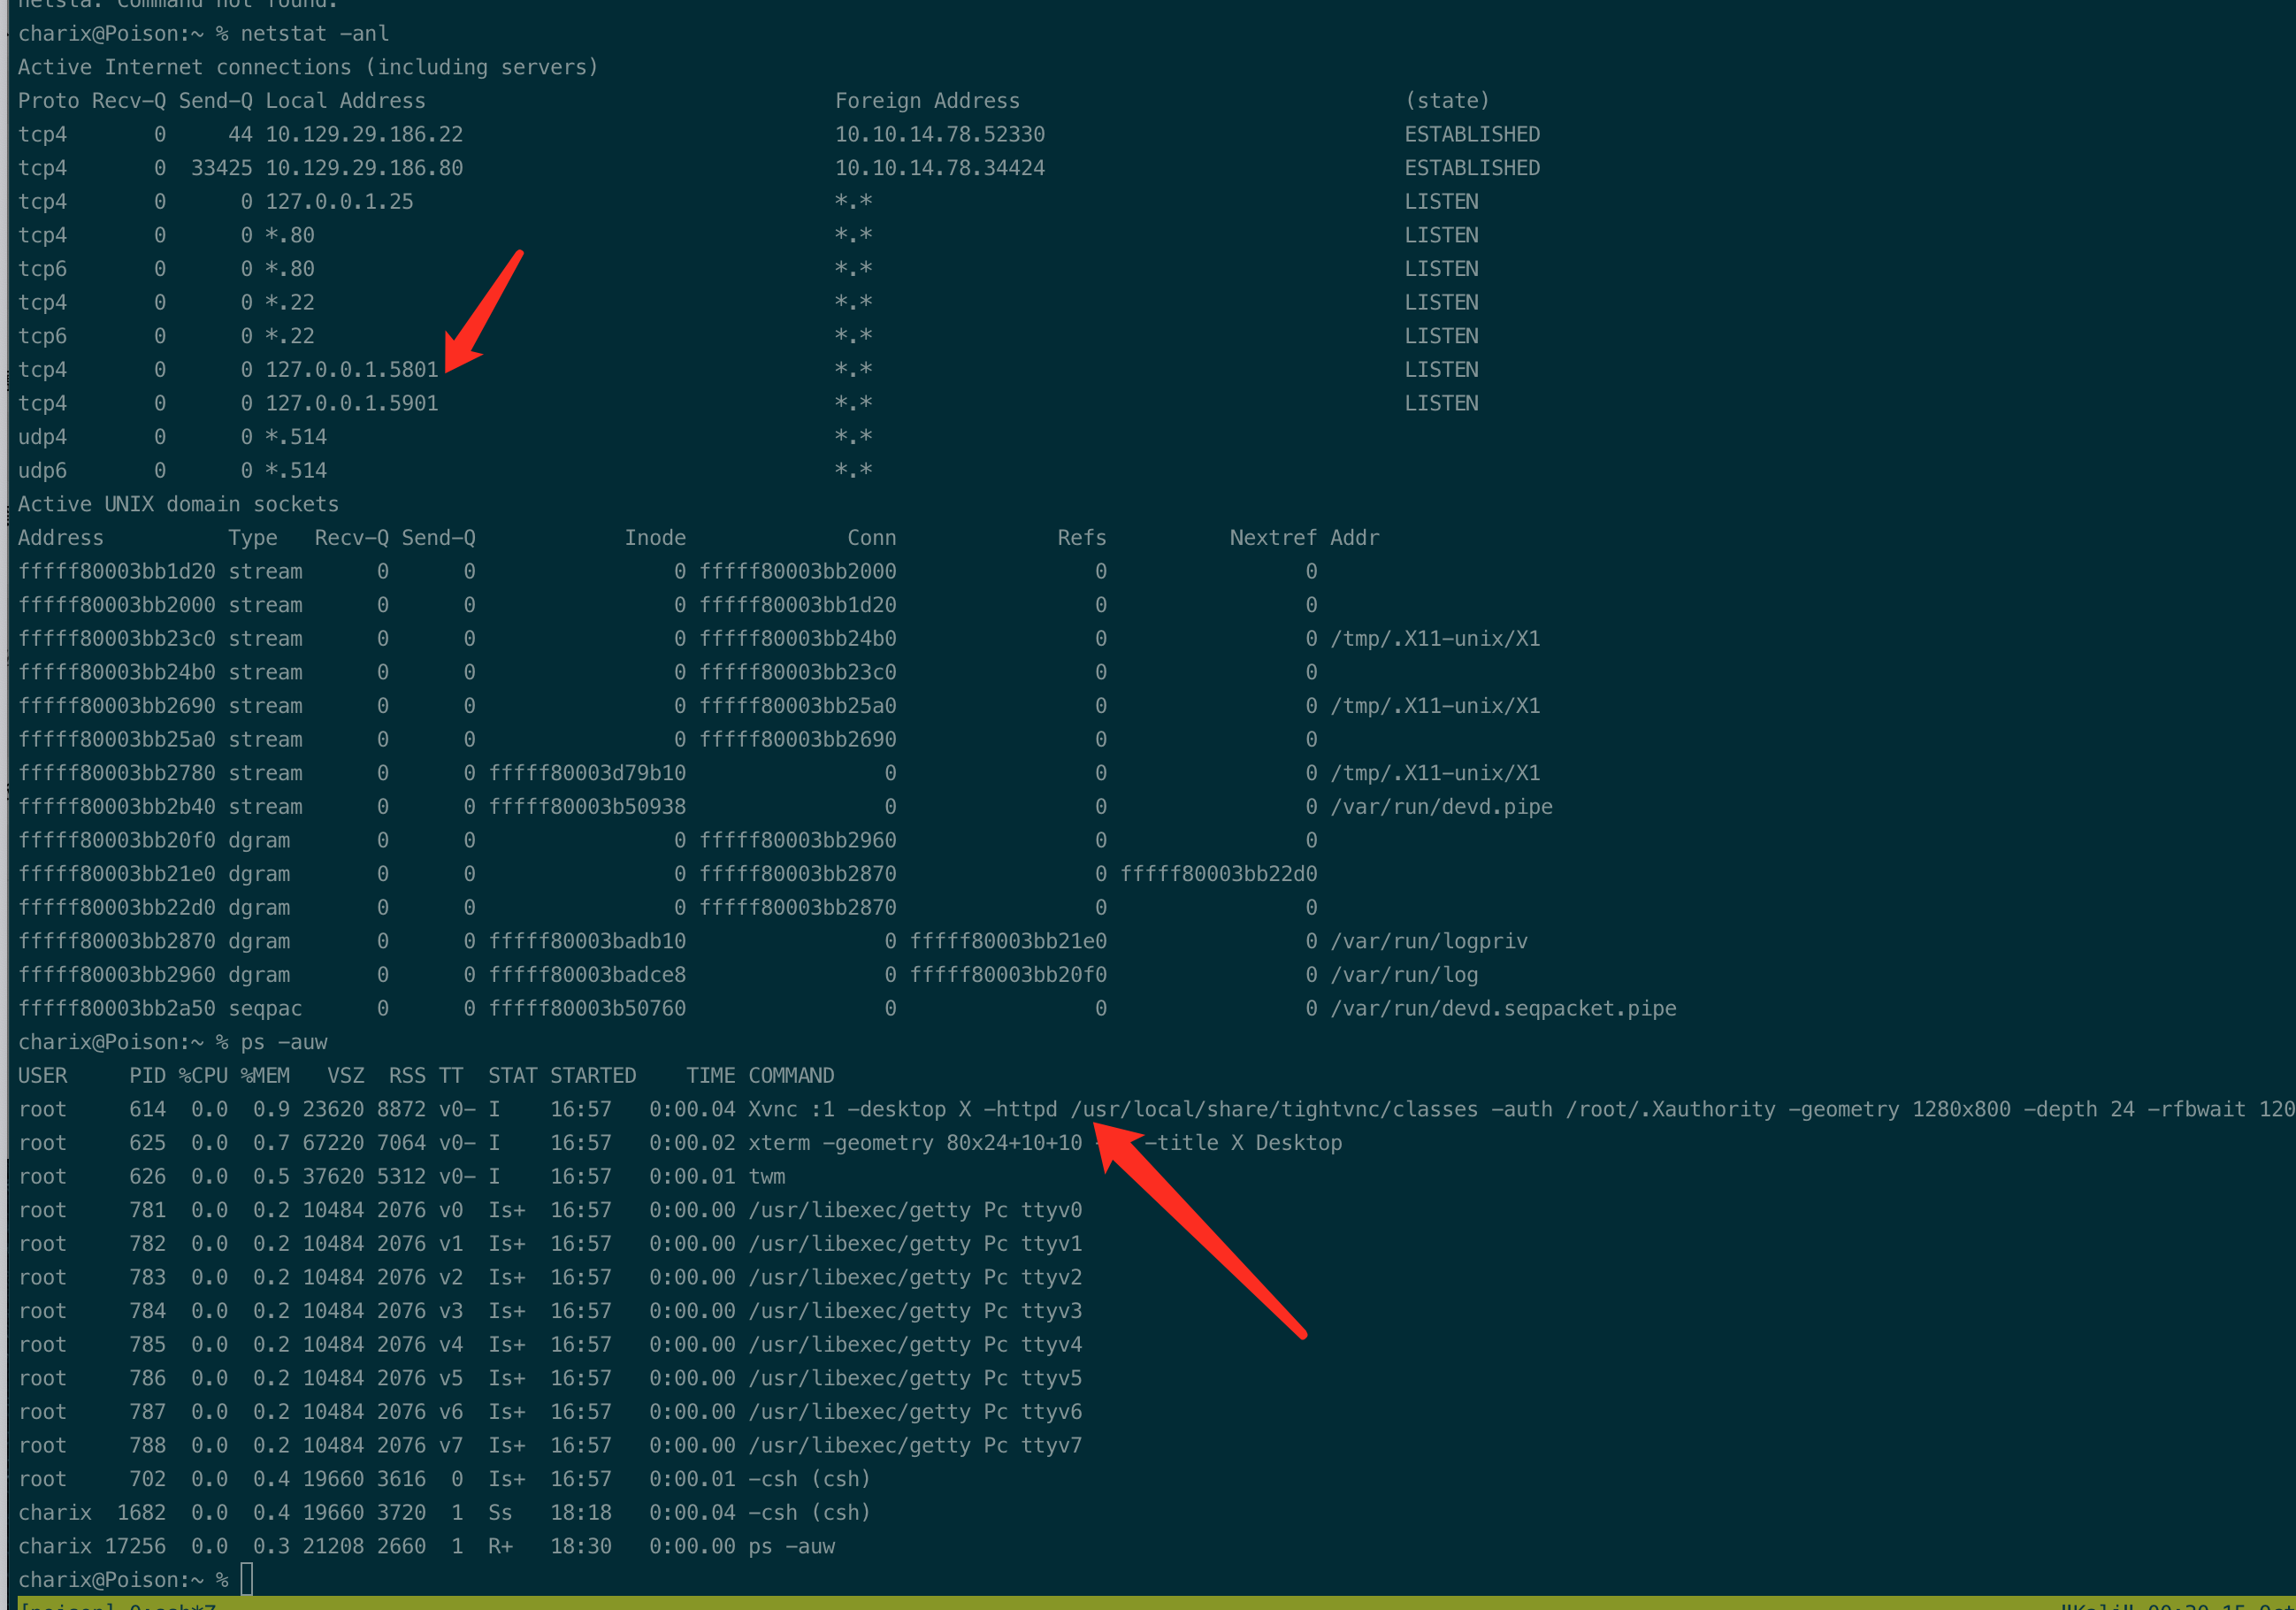 netsta: Command not found.
charix@Poison:~ % netstat -anl
Active Internet connections (including servers)
Proto Recv-Q Send-Q Local Address Foreign Address (state)
tcp4 0 44 10.129.29.186.22 10.10.14.78.52330 ESTABLISHED
tcp4 0 33425 10.129.29.186.80 10.10.14.78.34424 ESTABLISHED
tcp4 0 0 127.0.0.1.25 *.* LISTEN
tcp4 0 0 *.80 *.* LISTEN
tcp6 0 0 *.80 *.* LISTEN
tcp4 0 0 *.22 *.* LISTEN
tcp6 0 0 *.22 *.* LISTEN
tcp4 0 0 127.0.0.1.5801 *.* LISTEN
tcp4 0 0 127.0.0.1.5901 *.* LISTEN
udp4 0 0 *.514 *.*
udp6 0 0 *.514 *.*
Active UNIX domain sockets
Address Type Recv-Q Send-Q Inode Conn Refs Nextref Addr
fffff80003bb1d20 stream 0 0 0 fffff80003bb2000 0 0
fffff80003bb2000 stream 0 0 0 fffff80003bb1d20 0 0
fffff80003bb23c0 stream 0 0 0 fffff80003bb24b0 0 0 /tmp/.X11-unix/X1
fffff80003bb24b0 stream 0 0 0 fffff80003bb23c0 0 0
fffff80003bb2690 stream 0 0 0 fffff80003bb25a0 0 0 /tmp/.X11-unix/X1
fffff80003bb25a0 stream 0 0 0 fffff80003bb2690 0 0
fffff80003bb2780 stream 0 0 fffff80003d79b10 0 0 0 /tmp/.X11-unix/X1
fffff80003bb2b40 stream 0 0 fffff80003b50938 0 0 0 /var/run/devd.pipe
fffff80003bb20f0 dgram 0 0 0 fffff80003bb2960 0 0
fffff80003bb21e0 dgram 0 0 0 fffff80003bb2870 0 fffff80003bb22d0
fffff80003bb22d0 dgram 0 0 0 fffff80003bb2870 0 0
fffff80003bb2870 dgram 0 0 fffff80003badb10 0 fffff80003bb21e0 0 /var/run/logpriv
fffff80003bb2960 dgram 0 0 fffff80003badce8 0 fffff80003bb20f0 0 /var/run/log
fffff80003bb2a50 seqpac 0 0 fffff80003b50760 0 0 0 /var/run/devd.seqpacket.pipe
charix@Poison:~ % ps -auw
USER PID %CPU %MEM VSZ RSS TT STAT STARTED TIME COMMAND
root 614 0.0 0.9 23620 8872 v0- I 16:57 0:00.04 Xvnc :1 -desktop X -httpd /usr/local/share/tightvnc/classes -auth /root/.Xauthority -geometry 1280x800 -depth 24 -rfbwait 120
root 625 0.0 0.7 67220 7064 v0- I 16:57 0:00.02 xterm -geometry 80x24+10+10 -title X Desktop
root 626 0.0 0.5 37620 5312 v0- I 16:57 0:00.01 twm
root 781 0.0 0.2 10484 2076 v0 Is+ 16:57 0:00.00 /usr/libexec/getty Pc ttyv0
root 782 0.0 0.2 10484 2076 v1 Is+ 16:57 0:00.00 /usr/libexec/getty Pc ttyv1
root 783 0.0 0.2 10484 2076 v2 Is+ 16:57 0:00.00 /usr/libexec/getty Pc ttyv2
root 784 0.0 0.2 10484 2076 v3 Is+ 16:57 0:00.00 /usr/libexec/getty Pc ttyv3
root 785 0.0 0.2 10484 2076 v4 Is+ 16:57 0:00.00 /usr/libexec/getty Pc ttyv4
root 786 0.0 0.2 10484 2076 v5 Is+ 16:57 0:00.00 /usr/libexec/getty Pc ttyv5
root 787 0.0 0.2 10484 2076 v6 Is+ 16:57 0:00.00 /usr/libexec/getty Pc ttyv6
root 788 0.0 0.2 10484 2076 v7 Is+ 16:57 0:00.00 /usr/libexec/getty Pc ttyv7
root 702 0.0 0.4 19660 3616 0 Is+ 16:57 0:00.01 -csh (csh)
charix 1682 0.0 0.4 19660 3720 1 Ss 18:18 0:00.04 -csh (csh)
charix 17256 0.0 0.3 21208 2660 1 R+ 18:30 0:00.00 ps -auw
charix@Poison:~ %